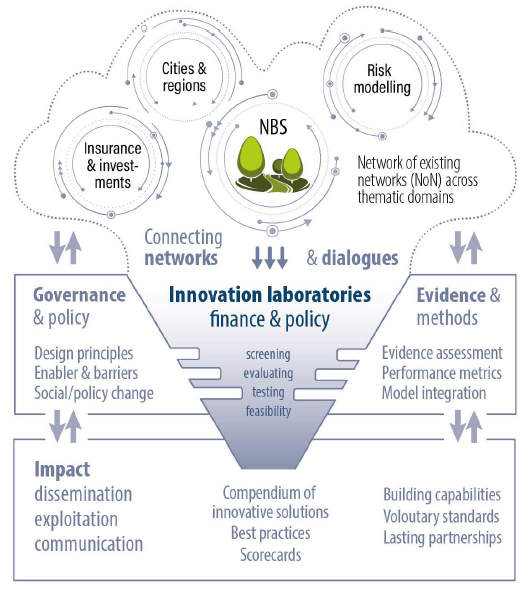 Cities &
regions
Risk
modelling
NBS
Insurance
& invest-
ments
Network of existing
networks (NoN) across
thematic domains
Connecting
networks
& dialogues
Governance
& policy
Innovation laboratories
finance & policy
Evidence &
methods
Design principles
Enabler & barriers
Social/policy change
screening
evaluating
testing
feasibility
Evidence assessment
Performance metrics
Model integration
Impact
dissemination
exploitation
communication
Compendium of
innovative solutions
Best practices
Scorecards
Building capabilities
Voloutary standards
Lasting partnerships